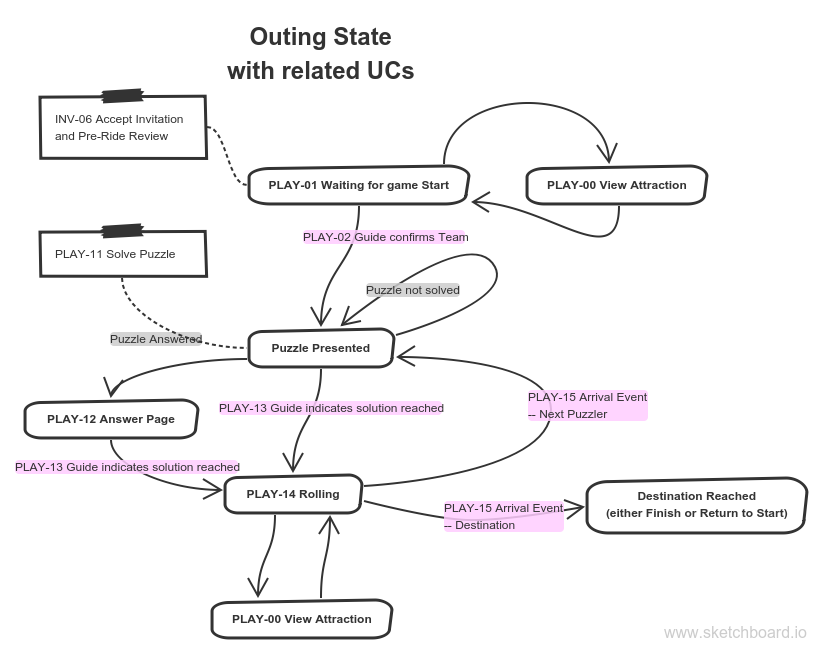 Outing State
with related UCs
INV-06 Accept Invitation
and Pre-Ride Review
PLAY-01 Waiting for game Start
PLAY-00 View Attraction
PLAY-02 Guide confirms Team
PLAY-11 Solve Puzzle
Puzzle not solved
Puzzle Answered
Puzzle Presented
PLAY-12 Answer Page
PLAY-13 Guide indicates solution reached
PLAY-15 Arrival Event
-- Next Puzzler
PLAY-13 Guide indicates solution reached
PLAY-14 Rolling
PLAY-15 Arrival Event
-- Destination
Destination Reached
(either Finish or Return to Start)
PLAY-00 View Attraction
www.sketchboard.io